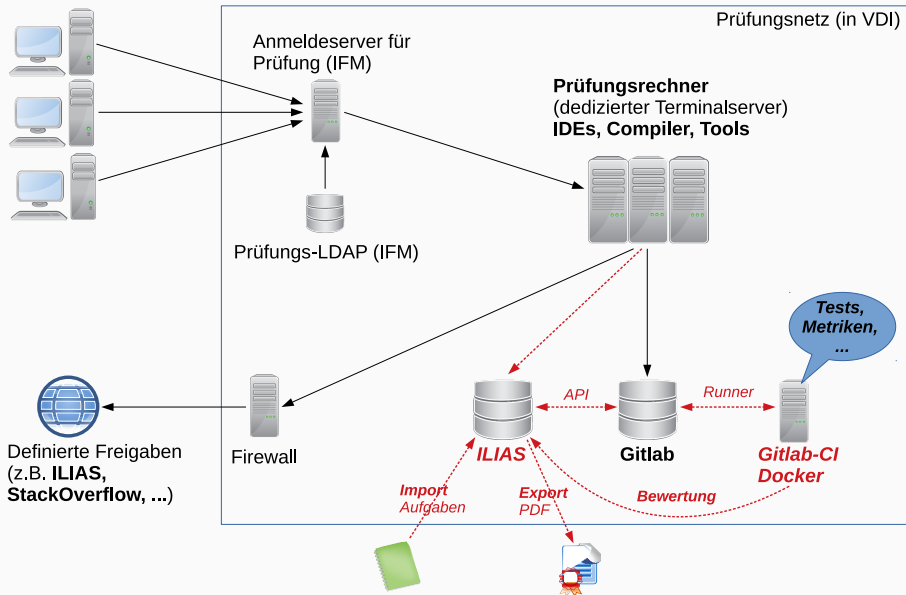 Prüfungsnetz (in VDI)
Anmeldeserver für
Prüfung (IFM)
Prüfungsrechner
(dedizierter Terminalserver)
IDEs, Compiler, Tools
Prüfungs-LDAP (IFM)
Tests,
Metriken,
...
API
Runner
Definierte Freigaben
(z.B. ILIAS,
StackOverflow, ...)
Firewall
ILIAS
Gitlab
Gitlab-CI
Docker
Import
Aufgaben
Export
PDF
Bewertung